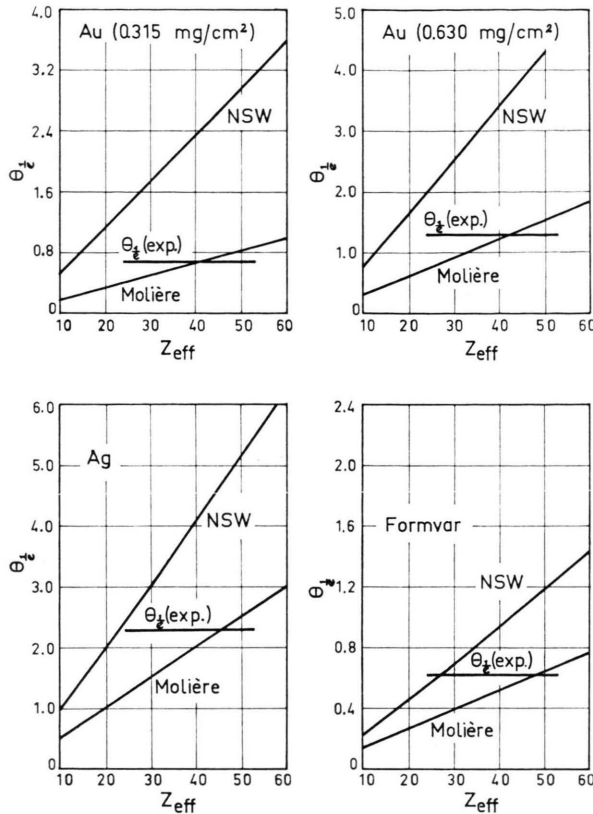 Au (0.315 mg/cm²)
4.0
3.2
2.4
1.6
0.8
0
θ½
NSW
θ½(exp.)
Molière
10 20 30 40 50 60
Zeff
Au (0.630 mg/cm²)
5.0
4.0
3.0
2.0
1.0
0
θ½
NSW
θ½(exp.)
Molière
10 20 30 40 50 60
Zeff
Ag
6.0
5.0
4.0
3.0
2.0
1.0
θ½
NSW
θ½(exp.)
Molière
10 20 30 40 50 60
Zeff
Formvar
2.4
2.0
1.6
1.2
0.8
0.4
θ½
NSW
θ½(exp.)
Molière
10 20 30 40 50 60
Zeff